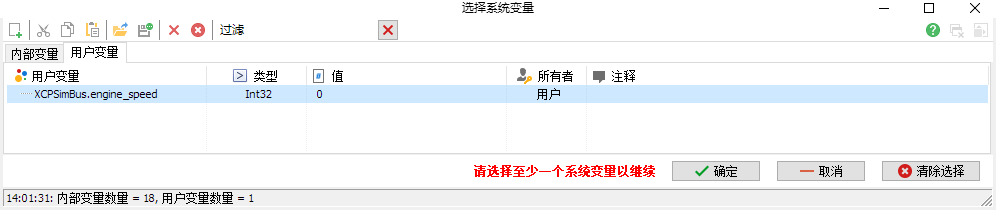 选择系统变量
过滤
内部变量 用户变量
用户变量 类型 值 所有者 注释
XCPSimBus.engine_speed Int32 0 用户
请选择至少一个系统变量以继续 确定 取消 清除选择
14:01:31: 内部变量数量 = 18, 用户变量数量 = 1